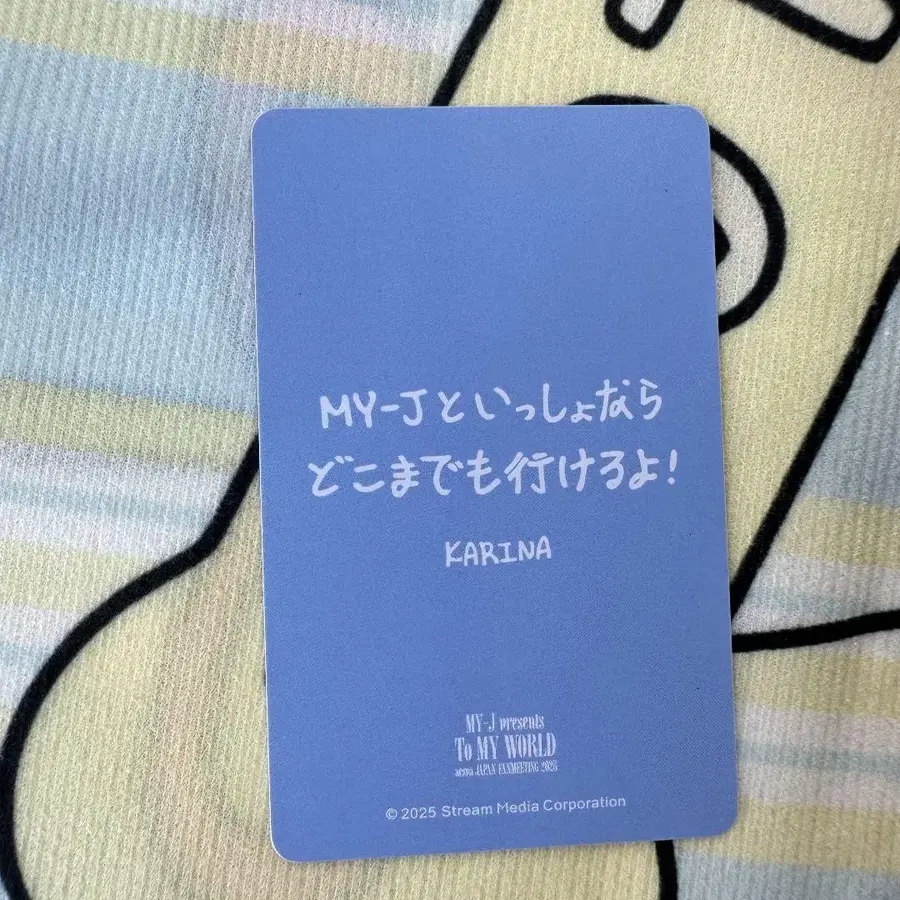 MY-Jといっしょなら
どこまでも行けるよ!
KARINA
MY-J presents
To MY WORLD
aespa JAPAN FANMEETING 2025
© 2025 Stream Media Corporation